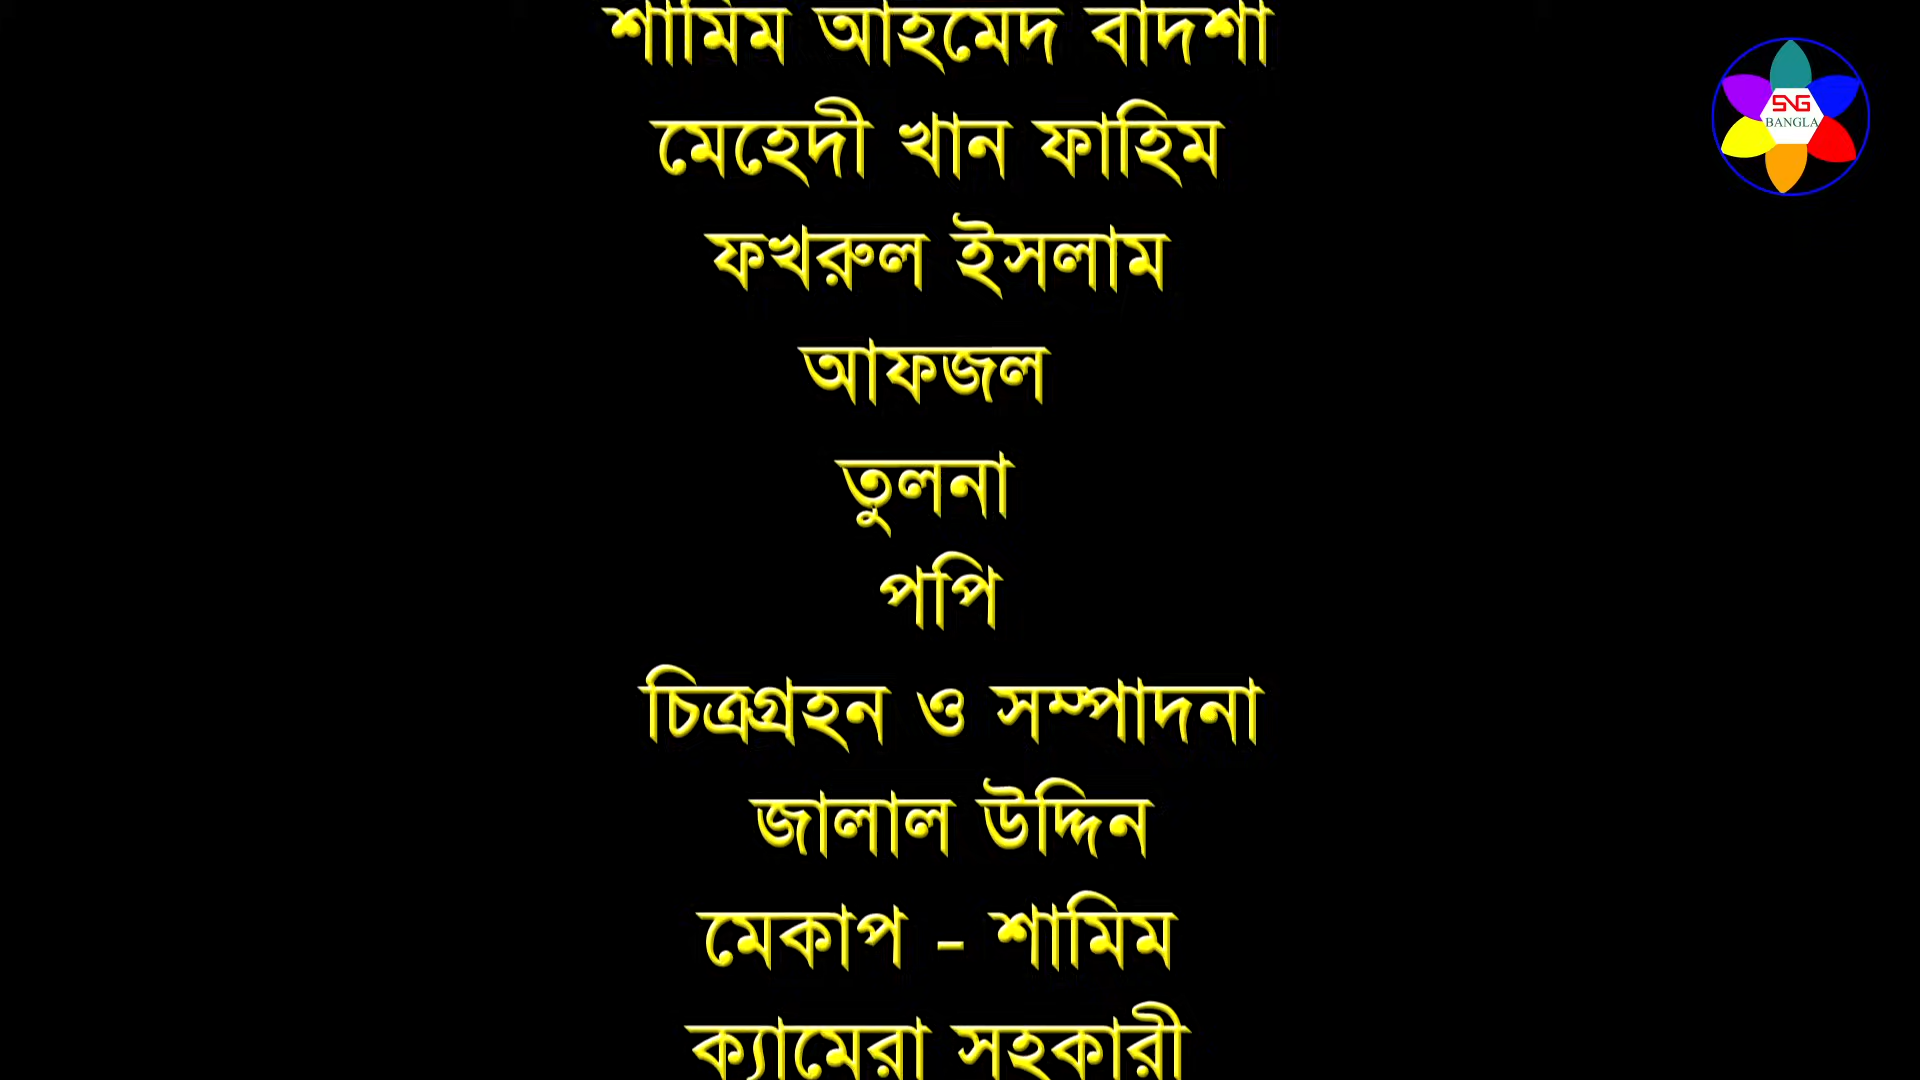 শামিম আহমেদ বাদশা
মেহেদী খান ফাহিম
ফখরুল ইসলাম
আফজল
তুলনা
পপি
চিত্রগ্রহন ও সম্পাদনা
জালাল উদ্দিন
মেকাপ - শামিম
ক্যামেরা সহকারী
SNG
BANGLA